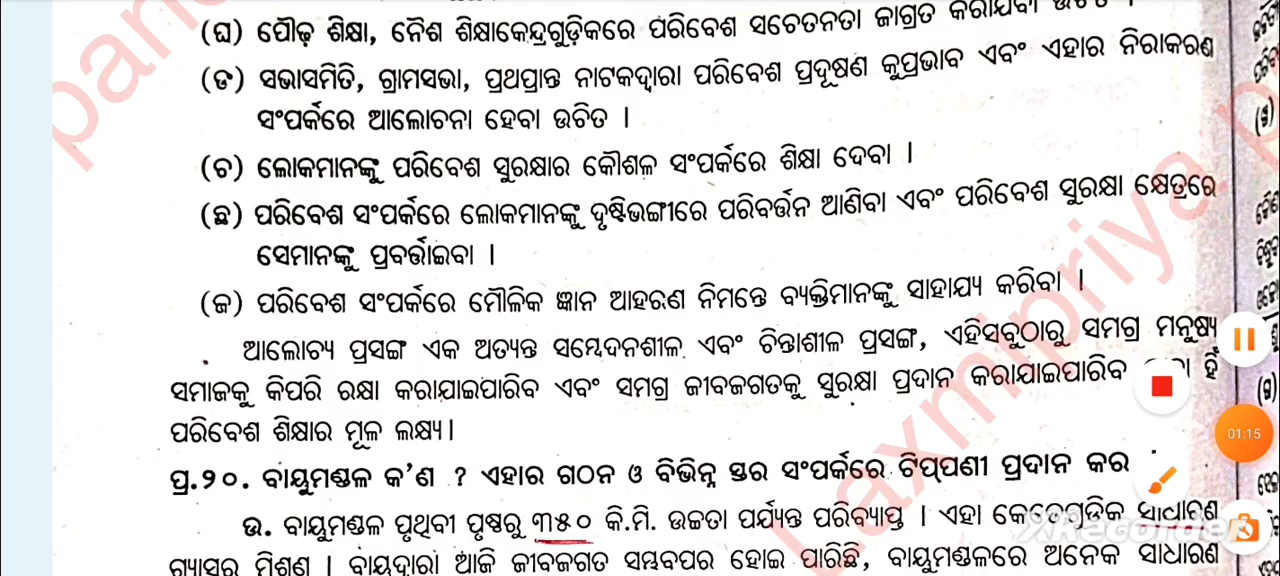 (ଘ) ପୌଢ଼ ଶିକ୍ଷା, ନୈଶ ଶିକ୍ଷାକେନ୍ଦ୍ରଗୁଡ଼ିକରେ ପରିବେଶ ସଚେତନତା ଜାଗ୍ରତ କରାଯିବା ଉଚିତ ।
(ଙ) ସଭାସମିତି, ଗ୍ରାମସଭା, ପ୍ରଥପ୍ରାନ୍ତ ନାଟକଦ୍ୱାରା ପରିବେଶ ପ୍ରଦୂଷଣ କୁପ୍ରଭାବ ଏବଂ ଏହାର ନିରାକରଣ
ସଂପର୍କରେ ଆଲୋଚନା ହେବା ଉଚିତ ।
(ଚ) ଲୋକମାନଙ୍କୁ ପରିବେଶ ସୁରକ୍ଷାର କୌଶଳ ସଂପର୍କରେ ଶିକ୍ଷା ଦେବା ।
(ଛ) ପରିବେଶ ସଂପର୍କରେ ଲୋକମାନଙ୍କୁ ଦୃଷ୍ଟିଭଙ୍ଗୀରେ ପରିବର୍ତ୍ତନ ଆଣିବା ଏବଂ ପରିବେଶ ସୁରକ୍ଷା କ୍ଷେତ୍ରରେ
ସେମାନଙ୍କୁ ପ୍ରବର୍ତ୍ତାଇବା ।
(ଜ) ପରିବେଶ ସଂପର୍କରେ ମୌଳିକ ଜ୍ଞାନ ଆହରଣ ନିମନ୍ତେ ବ୍ୟକ୍ତିମାନଙ୍କୁ ସାହାଯ୍ୟ କରିବା ।
ଆଲୋଚ୍ୟ ପ୍ରସଙ୍ଗ ଏକ ଅତ୍ୟନ୍ତ ସମ୍ଭେଦନଶୀଳ ଏବଂ ଚିନ୍ତାଶୀଳ ପ୍ରସଙ୍ଗ, ଏହିସବୁଠାରୁ ସମଗ୍ର ମନୁଷ୍ୟ
ସମାଜକୁ କିପରି ରକ୍ଷା କରାଯାଇପାରିବ ଏବଂ ସମଗ୍ର ଜୀବଜଗତକୁ ସୁରକ୍ଷା ପ୍ରଦାନ କରାଯାଇପାରିବ ହିଁ
ପରିବେଶ ଶିକ୍ଷାର ମୂଳ ଲକ୍ଷ୍ୟ।
ପ୍ର.୨୦. ବାୟୁମଣ୍ଡଳ କ'ଣ ? ଏହାର ଗଠନ ଓ ବିଭିନ୍ନ ସ୍ତର ସଂପର୍କରେ ଟିପ୍ପଣୀ ପ୍ରଦାନ କର
ଉ. ବାୟୁମଣ୍ଡଳ ପୃଥିବୀ ପୃଷ୍ଠରୁ ୩୫୦ କି.ମି. ଉଚ୍ଚତା ପର୍ଯ୍ୟନ୍ତ ପରିବ୍ୟାପ୍ତ । ଏହା କେତେଗୁଡିକ ସାଧାରଣ
ଗ୍ୟାସର ମିଶ୍ରଣ । ବାୟୁଦ୍ୱାରା ଆଜି ଜୀବଜଗତ ସମ୍ଭବପର ହୋଇ ପାରିଛି, ବାୟୁମଣ୍ଡଳରେ ଅନେକ ସାଧାରଣ
Laxmipriya
01:15
XRecorder